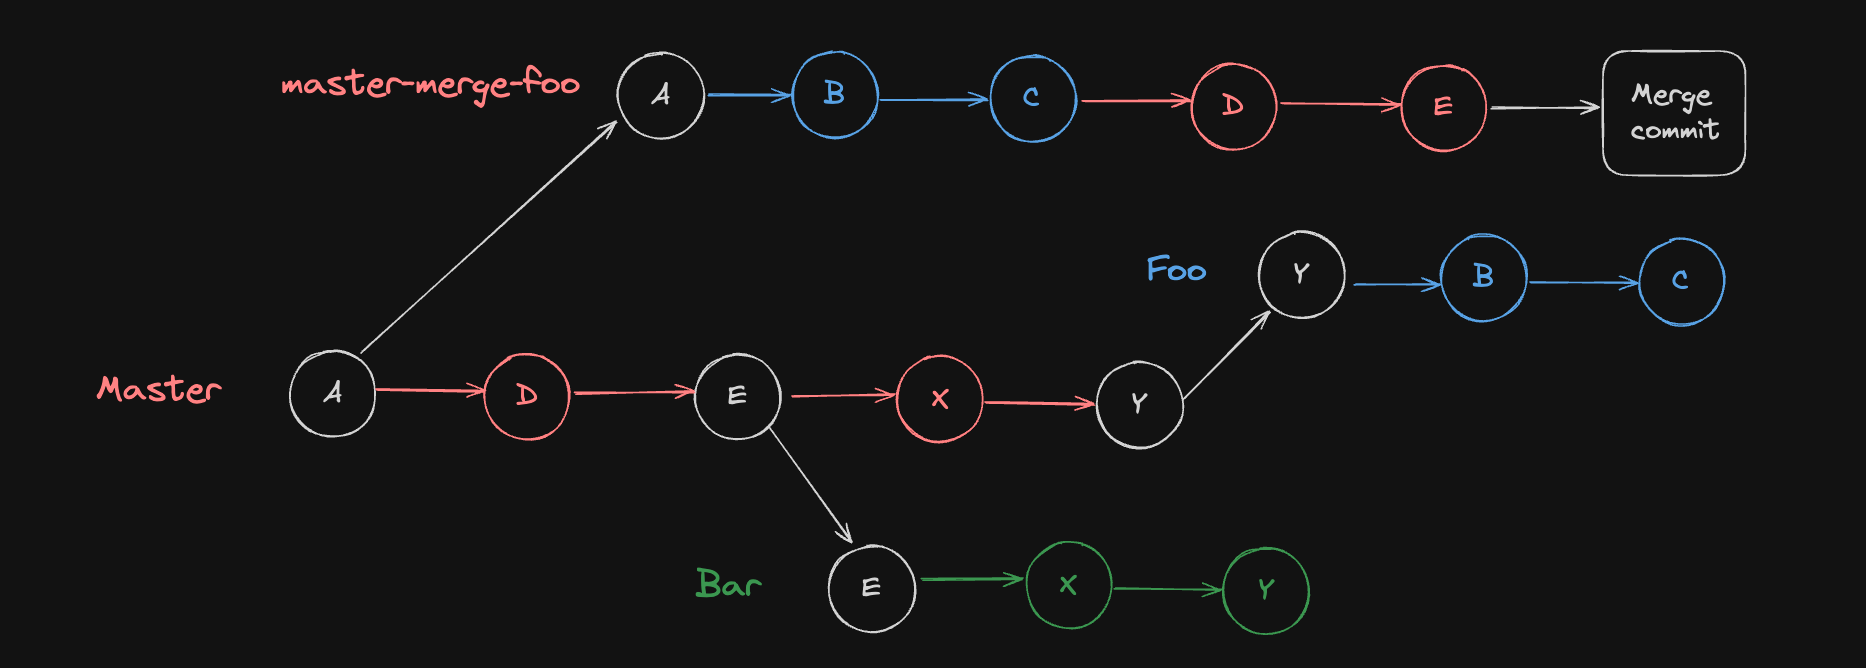 master-merge-foo A B C D E Merge
commit
Foo Y B C
Master A D E X Y
Bar E X Y